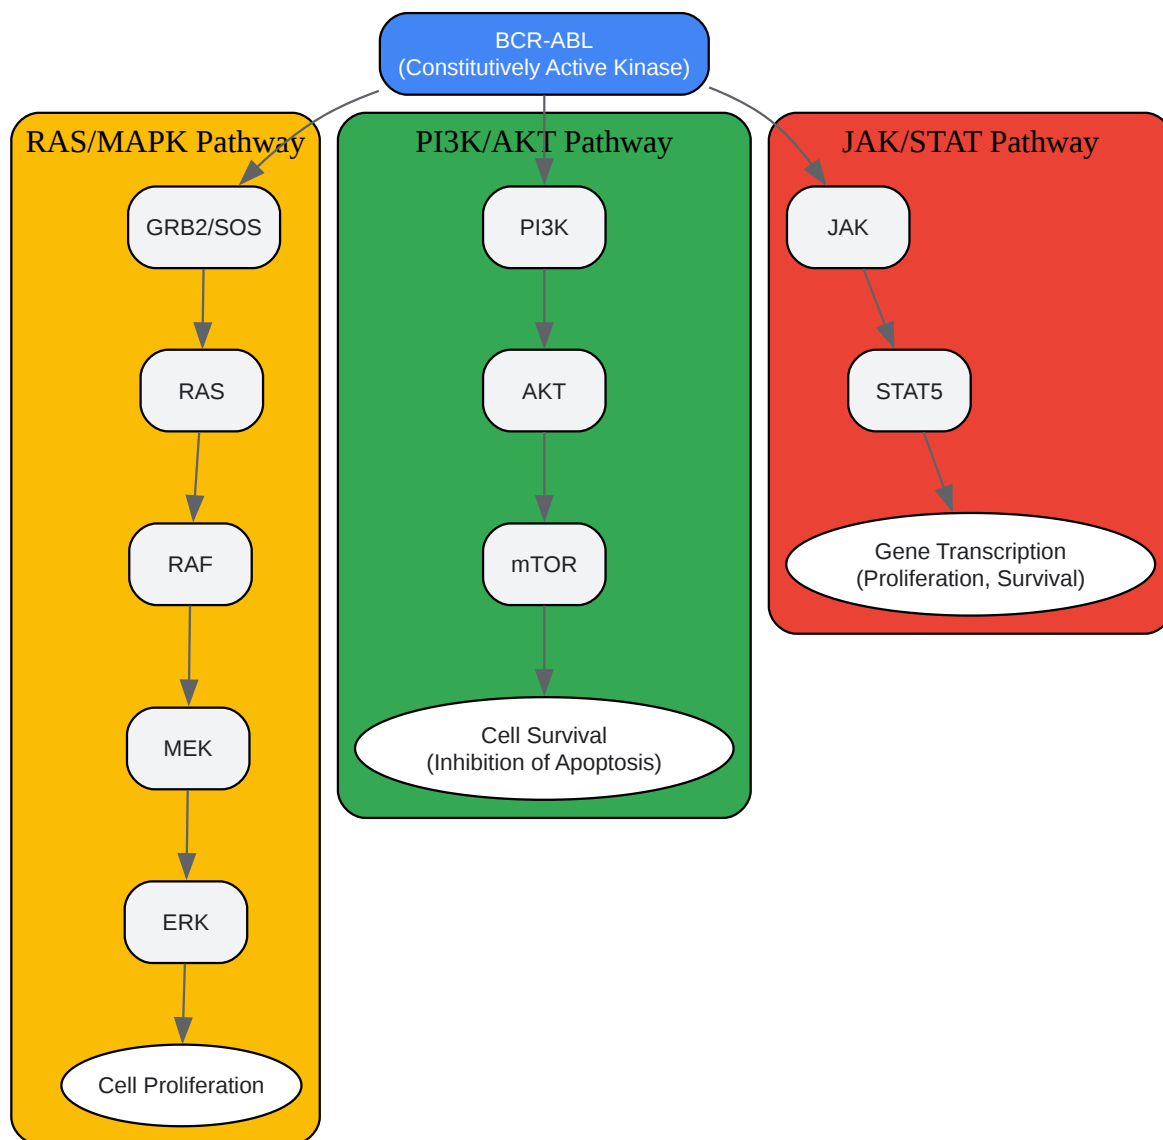 BCR-ABL
(Constitutively Active Kinase)
RAS/MAPK Pathway
GRB2/SOS
RAS
RAF
MEK
ERK
Cell Proliferation
PI3K/AKT Pathway
PI3K
AKT
mTOR
Cell Survival
(Inhibition of Apoptosis)
JAK/STAT Pathway
JAK
STAT5
Gene Transcription
(Proliferation, Survival)